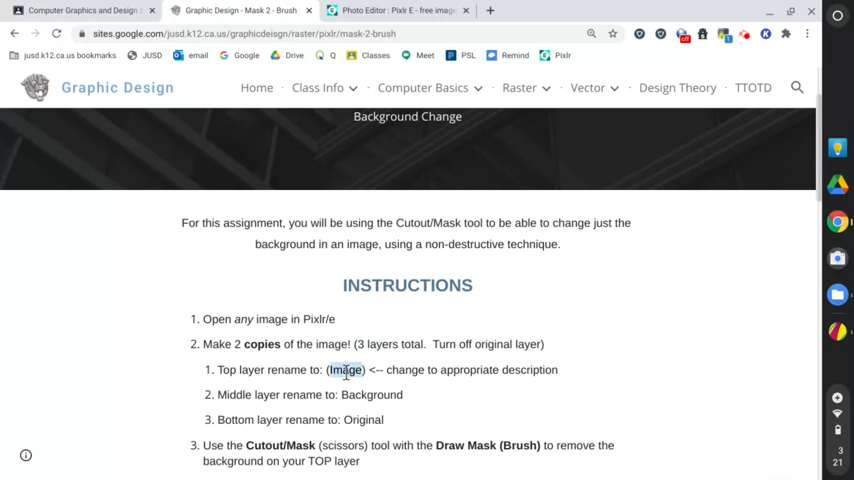 Computer Graphics and Design
Graphic Design - Mask 2 - Brush
Photo Editor : Pixlr E - free imag
sites.google.com/jusd.k12.ca.us/graphicdeisgn/raster/pixlr/mask-2-brush
jusd.k12.ca.us bookm...
JUSD
email
Google
Drive
Q
Classes
Meet
PSL
Remind
Pixlr
off
Graphic Design
Home
Class Info
Computer Basics
Raster
Vector
Design Theory
TTOTD
Background Change
For this assignment, you will be using the Cutout/Mask tool to be able to change just the
background in an image, using a non-destructive technique.
INSTRUCTIONS
1. Open any image in Pixlr/e
2. Make 2 copies of the image! (3 layers total. Turn off original layer)
1. Top layer rename to: (Image) <-- change to appropriate description
2. Middle layer rename to: Background
3. Bottom layer rename to: Original
3. Use the Cutout/Mask (scissors) tool with the Draw Mask (Brush) to remove the
background on your TOP layer
3
21